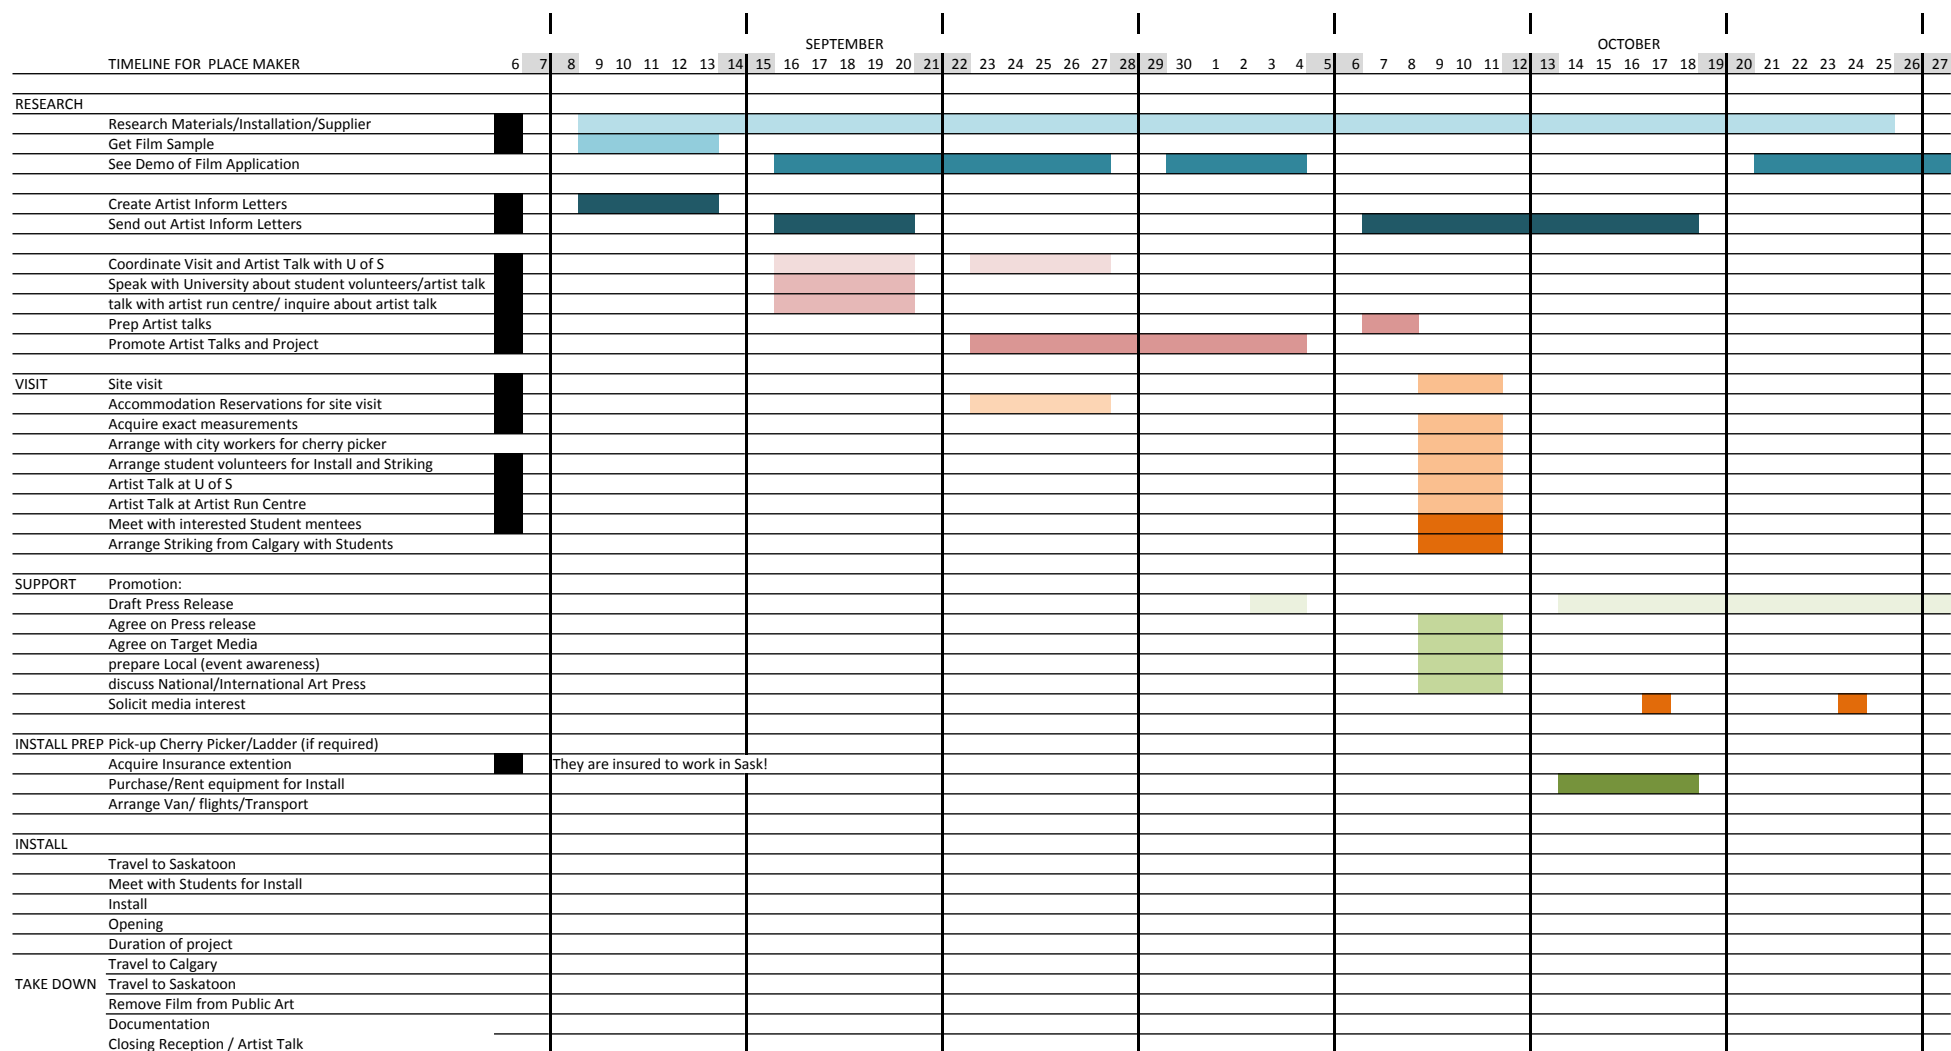 SEPTEMBER OCTOBER
TIMELINE FOR PLACE MAKER 6 7 8 9 10 11 12 13 14 15 16 17 18 19 20 21 22 23 24 25 26 27 28 29 30 1 2 3 4 5 6 7 8 9 10 11 12 13 14 15 16 17 18 19 20 21 22 23 24 25 26 27
RESEARCH
Research Materials/Installation/Supplier
Get Film Sample
See Demo of Film Application
Create Artist Inform Letters
Send out Artist Inform Letters
Coordinate Visit and Artist Talk with U of S
Speak with University about student volunteers/artist talk
talk with artist run centre/ inquire about artist talk
Prep Artist talks
Promote Artist Talks and Project
VISIT Site visit
Accommodation Reservations for site visit
Acquire exact measurements
Arrange with city workers for cherry picker
Arrange student volunteers for Install and Striking
Artist Talk at U of S
Artist Talk at Artist Run Centre
Meet with interested Student mentees
Arrange Striking from Calgary with Students
SUPPORT Promotion:
Draft Press Release
Agree on Press release
Agree on Target Media
prepare Local (event awareness)
discuss National/International Art Press
Solicit media interest
INSTALL PREP Pick-up Cherry Picker/Ladder (if required)
Acquire Insurance extention They are insured to work in Sask!
Purchase/Rent equipment for Install
Arrange Van/ flights/Transport
INSTALL
Travel to Saskatoon
Meet with Students for Install
Install
Opening
Duration of project
Travel to Calgary
TAKE DOWN Travel to Saskatoon
Remove Film from Public Art
Documentation
Closing Reception / Artist Talk